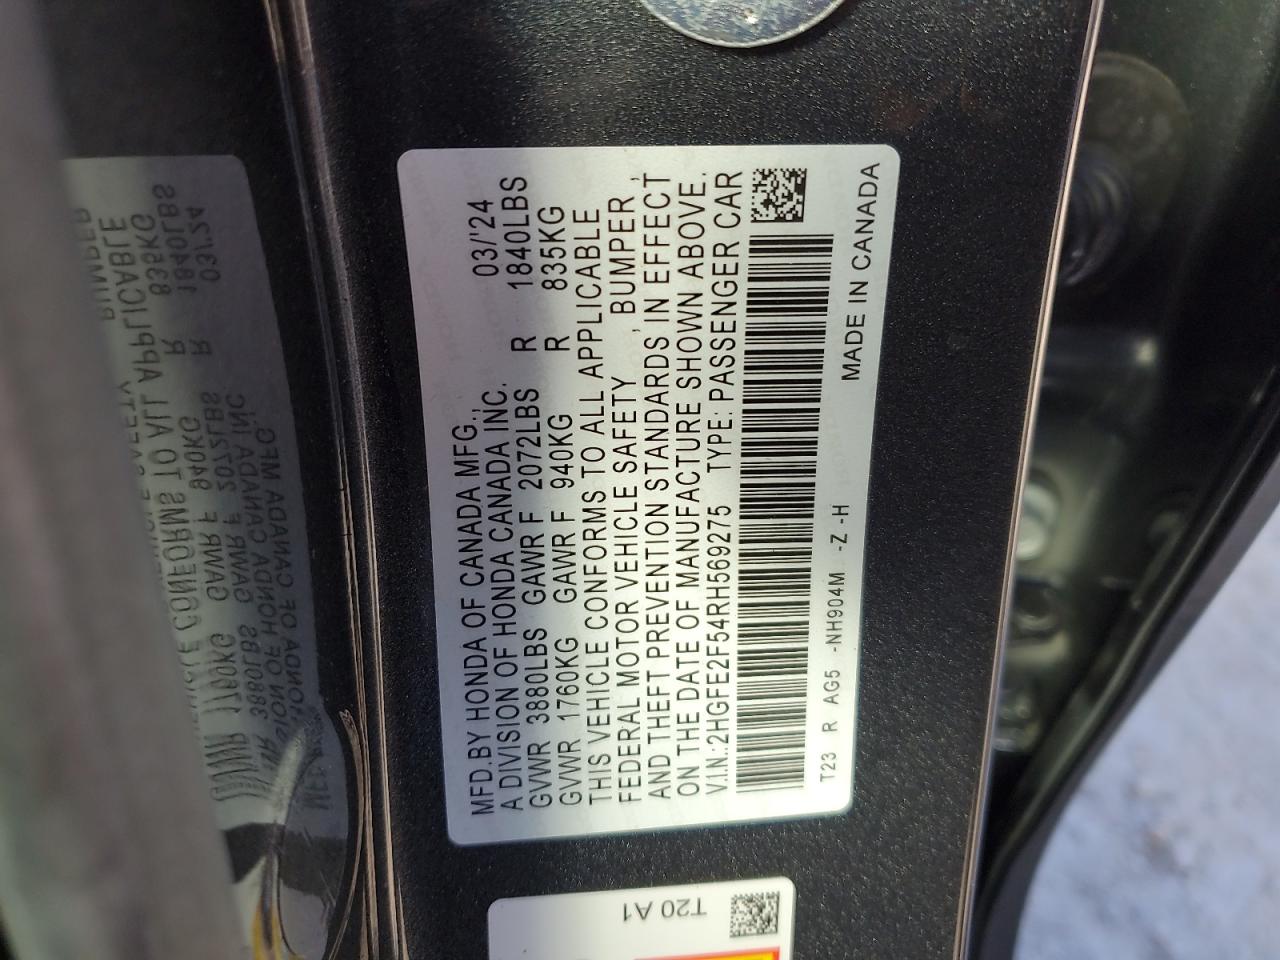 MFD.BY HONDA OF CANADA MFG., 03/'24
A DIVISION OF HONDA CANADA INC.
GVWR 3880LBS GAWR F 2072LBS R 1840LBS
GVWR 1760KG GAWR F 940KG R 835KG
THIS VEHICLE CONFORMS TO ALL APPLICABLE
FEDERAL MOTOR VEHICLE SAFETY , BUMPER,
AND THEFT PREVENTION STANDARDS IN EFFECT
ON THE DATE OF MANUFACTURE SHOWN ABOVE.
V.I.N.:2HGFE2F54RH569275 TYPE: PASSENGER CAR
T23 R AG5 -NH904M -Z -H MADE IN CANADA
T20 A1